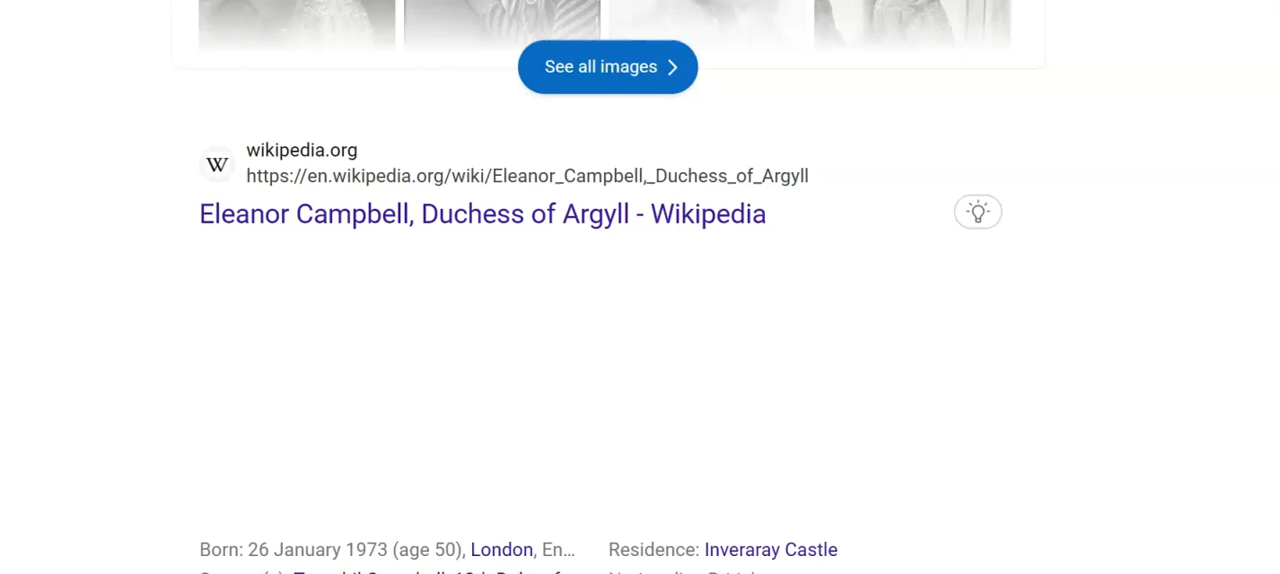 See all images
W
wikipedia.org
https://en.wikipedia.org/wiki/Eleanor_Campbell,_Duchess_of_Argyll
Eleanor Campbell, Duchess of Argyll - Wikipedia
Born: 26 January 1973 (age 50), London, En... Residence: Inveraray Castle